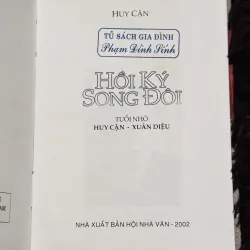 HUY CẬN
TỦ SÁCH GIA ĐÌNH
Phạm Đình Sính
HỒI KÝ
SONG ĐÔI
TUỔI NHỎ
HUY CẬN - XUÂN DIỆU
NHÀ XUẤT BẢN HỘI NHÀ VĂN - 2002